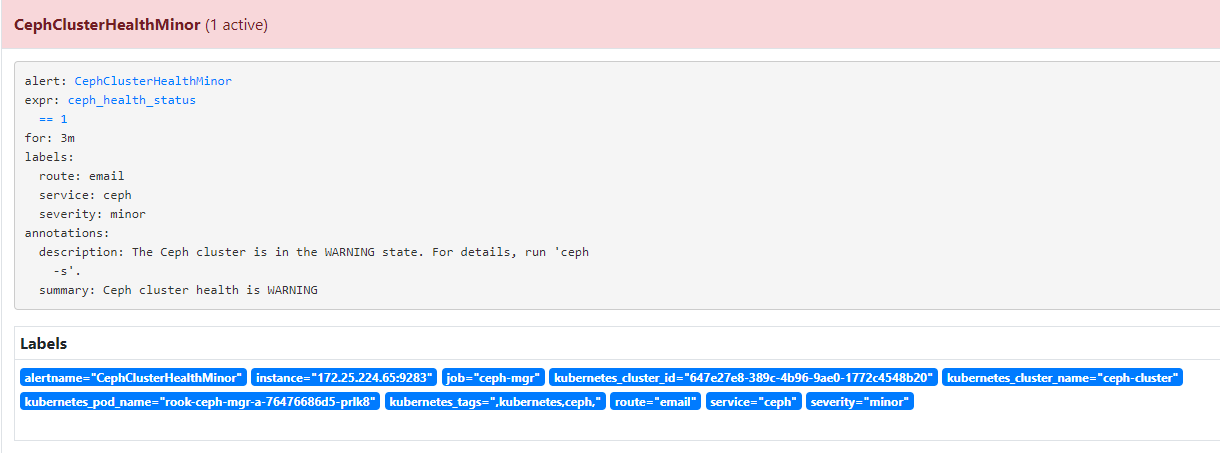 CephClusterHealthMinor (1 active)
alert: CephClusterHealthMinor
expr: ceph_health_status
== 1
for: 3m
labels:
route: email
service: ceph
severity: minor
annotations:
description: The Ceph cluster is in the WARNING state. For details, run 'ceph
-s'.
summary: Ceph cluster health is WARNING
Labels
alertname="CephClusterHealthMinor" instance="172.25.224.65:9283" job="ceph-mgr" kubernetes_cluster_id="647e27e8-389c-4b96-9ae0-1772c4548b20" kubernetes_cluster_name="ceph-cluster"
kubernetes_pod_name="rook-ceph-mgr-a-76476686d5-prlk8" kubernetes_tags=",kubernetes,ceph," route="email" service="ceph" severity="minor"